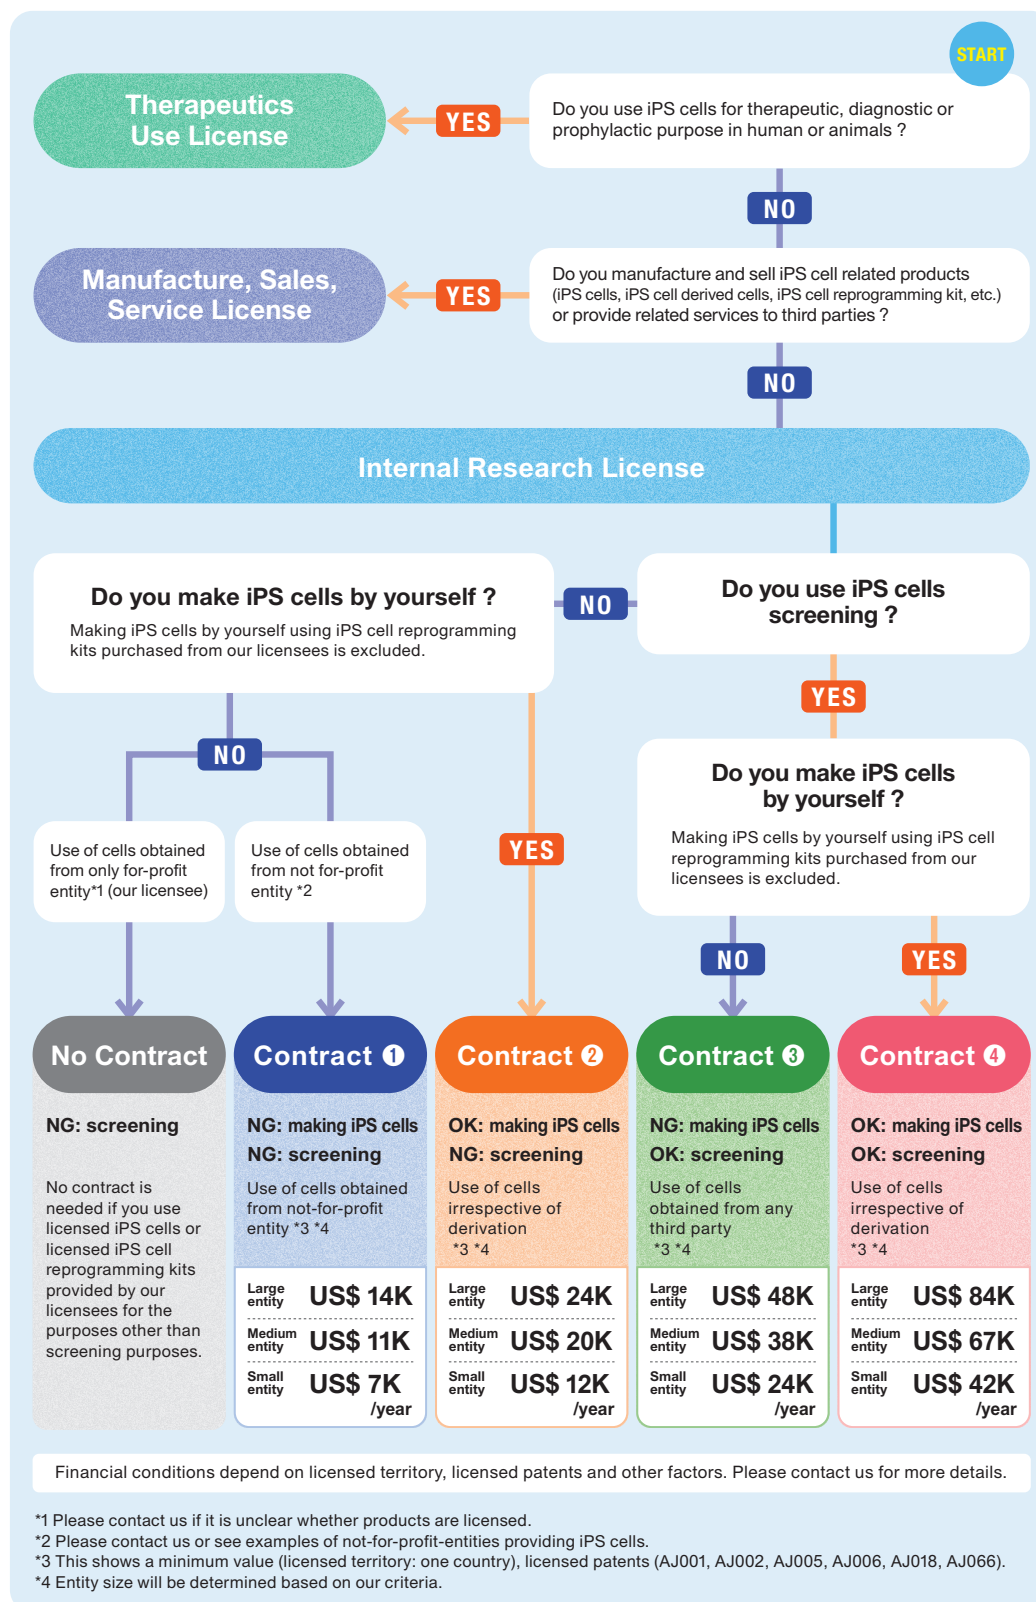 START
Do you use iPS cells for therapeutic, diagnostic or
prophylactic purpose in human or animals ?
YES
Therapeutics
Use License
NO
Do you manufacture and sell iPS cell related products
(iPS cells, iPS cell derived cells, iPS cell reprogramming kit, etc.)
or provide related services to third parties ?
YES
Manufacture, Sales,
Service License
NO
Internal Research License
Do you use iPS cells
screening ?
NO
Do you make iPS cells by yourself ?
Making iPS cells by yourself using iPS cell reprogramming
kits purchased from our licensees is excluded.
YES
Do you make iPS cells
by yourself ?
Making iPS cells by yourself using iPS cell
reprogramming kits purchased from our
licensees is excluded.
NO
Use of cells obtained
from only for-profit
entity*1 (our licensee)
Use of cells obtained
from not for-profit
entity *2
YES
NO
YES
No Contract
NG: screening
No contract is
needed if you use
licensed iPS cells or
licensed iPS cell
reprogramming kits
provided by our
licensees for the
purposes other than
screening purposes.
Contract ❶
NG: making iPS cells
NG: screening
Use of cells obtained
from not-for-profit
entity *3 *4
Large entity US$ 14K
Medium entity US$ 11K
Small entity US$ 7K
/year
Contract ❷
OK: making iPS cells
NG: screening
Use of cells
irrespective of
derivation
*3 *4
Large entity US$ 24K
Medium entity US$ 20K
Small entity US$ 12K
/year
Contract ❸
NG: making iPS cells
OK: screening
Use of cells
obtained from any
third party
*3 *4
Large entity US$ 48K
Medium entity US$ 38K
Small entity US$ 24K
/year
Contract ❹
OK: making iPS cells
OK: screening
Use of cells
irrespective of
derivation
*3 *4
Large entity US$ 84K
Medium entity US$ 67K
Small entity US$ 42K
/year
Financial conditions depend on licensed territory, licensed patents and other factors. Please contact us for more details.
*1 Please contact us if it is unclear whether products are licensed.
*2 Please contact us or see examples of not-for-profit-entities providing iPS cells.
*3 This shows a minimum value (licensed territory: one country), licensed patents (AJ001, AJ002, AJ005, AJ006, AJ018, AJ066).
*4 Entity size will be determined based on our criteria.